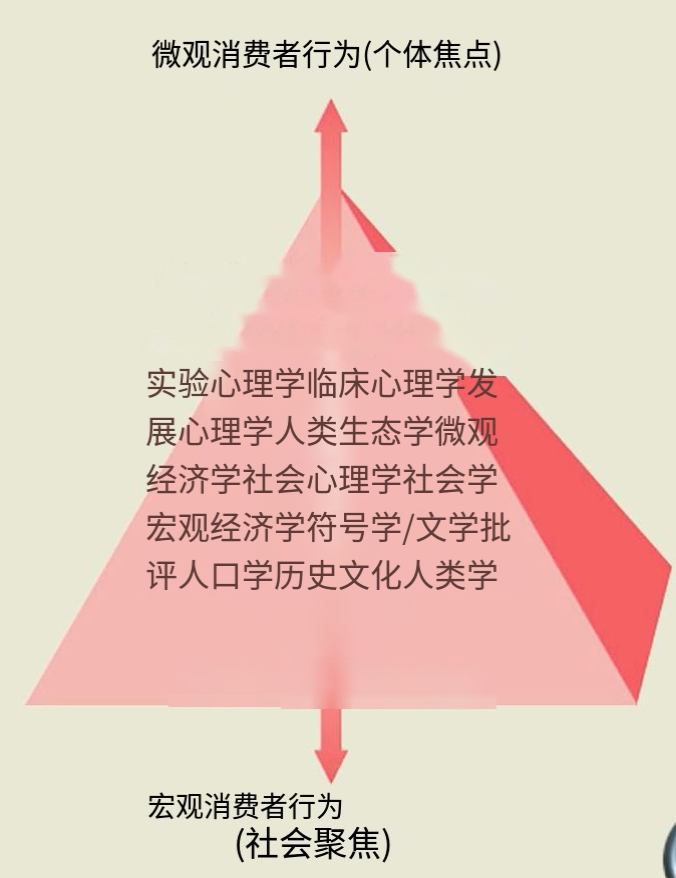 微观消费者行为(个体焦点)
实验心理学临床心理学发
展心理学人类生态学微观
经济学社会心理学社会学
宏观经济学符号学/文学批
评人口学历史文化人类学
宏观消费者行为
(社会聚焦)